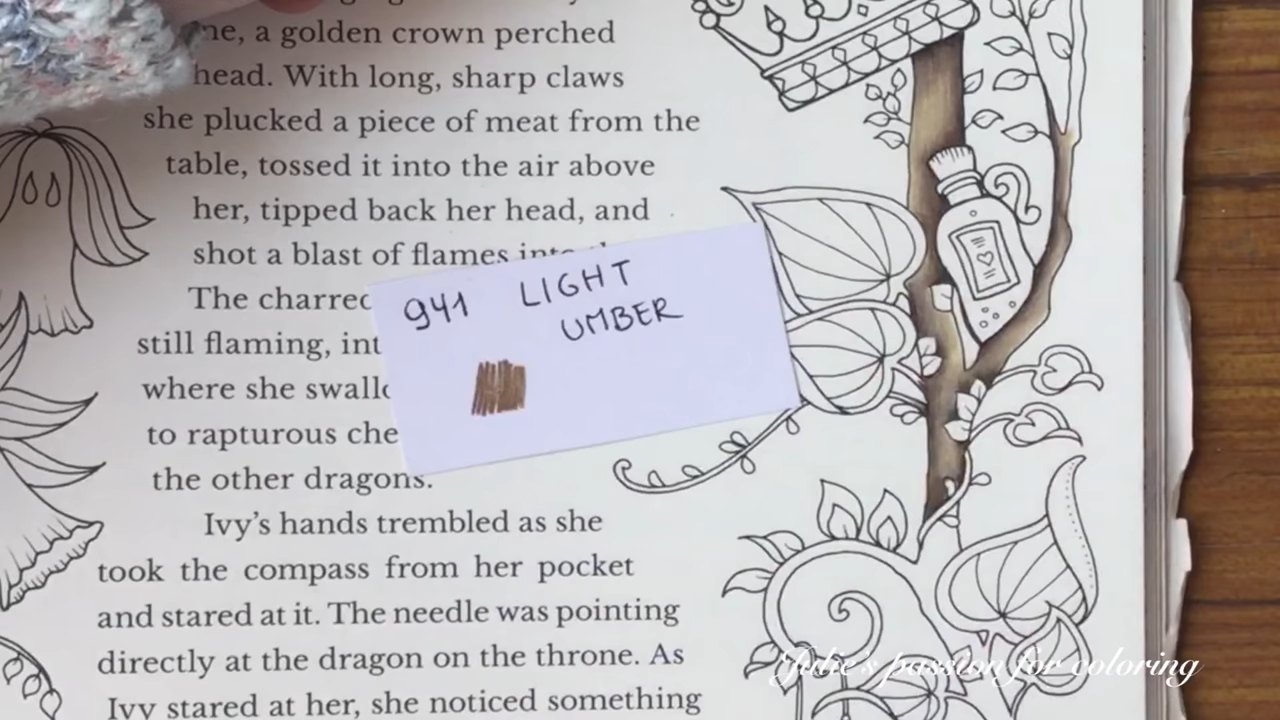 he, a golden crown perched
head. With long, sharp claws
she plucked a piece of meat from the
table, tossed it into the air above
her, tipped back her head, and
shot a blast of flames into
The charred
still flaming, int
where she swallo
to rapturous che
the other dragons.
Ivy's hands trembled as she
took the compass from her pocket
and stared at it. The needle was pointing
directly at the dragon on the throne. As
Ivy stared at her, she noticed something
941 LIGHT
UMBER
Julie's passion for coloring